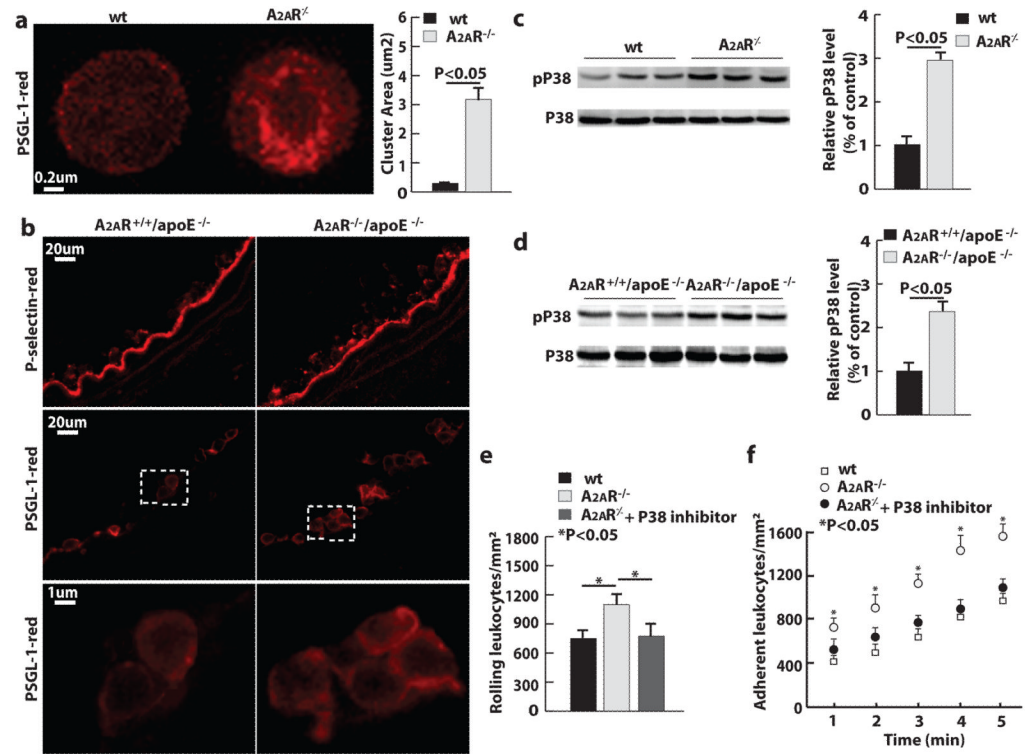 a
wt
A2AR-/-
PSGL-1-red
0.2um
wt
A2AR-/-
P<0.05
Cluster Area (um2)
6
5
4
3
2
1
0
b
A2AR+/+/apoE -/-
A2AR-/-/apoE -/-
20um
P-selectin-red
20um
PSGL-1-red
1um
PSGL-1-red
c
wt
A2AR-/-
pP38
P38
wt
A2AR-/-
P<0.05
Relative pP38 level
(% of control)
4
3
2
1
0
d
A2AR+/+/apoE -/-
A2AR-/-/apoE -/-
pP38
P38
A2AR+/+/apoE -/-
A2AR-/-/apoE -/-
P<0.05
Relative pP38 level
(% of control)
4
3
2
1
0
e
wt
A2AR-/-
A2AR-/- + P38 inhibitor
*P<0.05
Rolling leukocytes/mm²
1800
1500
1200
900
600
300
0
*
*
f
wt
A2AR-/-
A2AR-/- + P38 inhibitor
*P<0.05
Adherent leukocytes/mm²
1600
1200
800
400
0
*
*
*
*
*
1 2 3 4 5
Time (min)